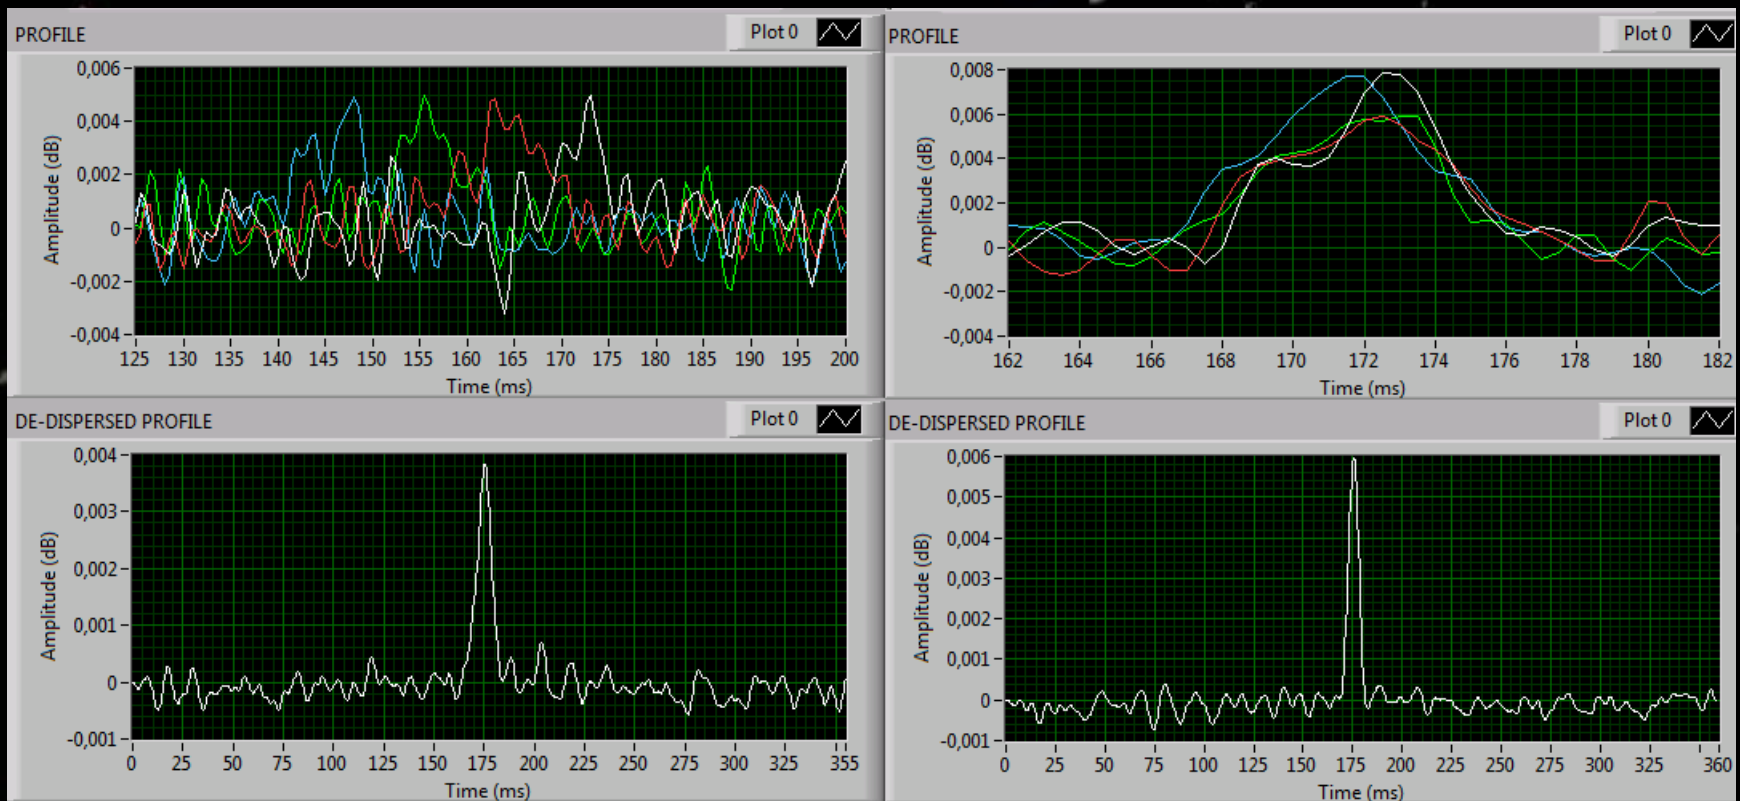 PROFILE
Plot 0
Amplitude (dB)
0,006
0,004
0,002
0
-0,002
-0,004
125 130 135 140 145 150 155 160 165 170 175 180 185 190 195 200
Time (ms)
PROFILE
Plot 0
Amplitude (dB)
0,008
0,006
0,004
0,002
0
-0,002
-0,004
162 164 166 168 170 172 174 176 178 180 182
Time (ms)
DE-DISPERSED PROFILE
Plot 0
Amplitude (dB)
0,004
0,003
0,002
0,001
0
-0,001
0 25 50 75 100 125 150 175 200 225 250 275 300 325 355
Time (ms)
DE-DISPERSED PROFILE
Plot 0
Amplitude (dB)
0,006
0,005
0,004
0,003
0,002
0,001
0
-0,001
0 25 50 75 100 125 150 175 200 225 250 275 300 325 360
Time (ms)